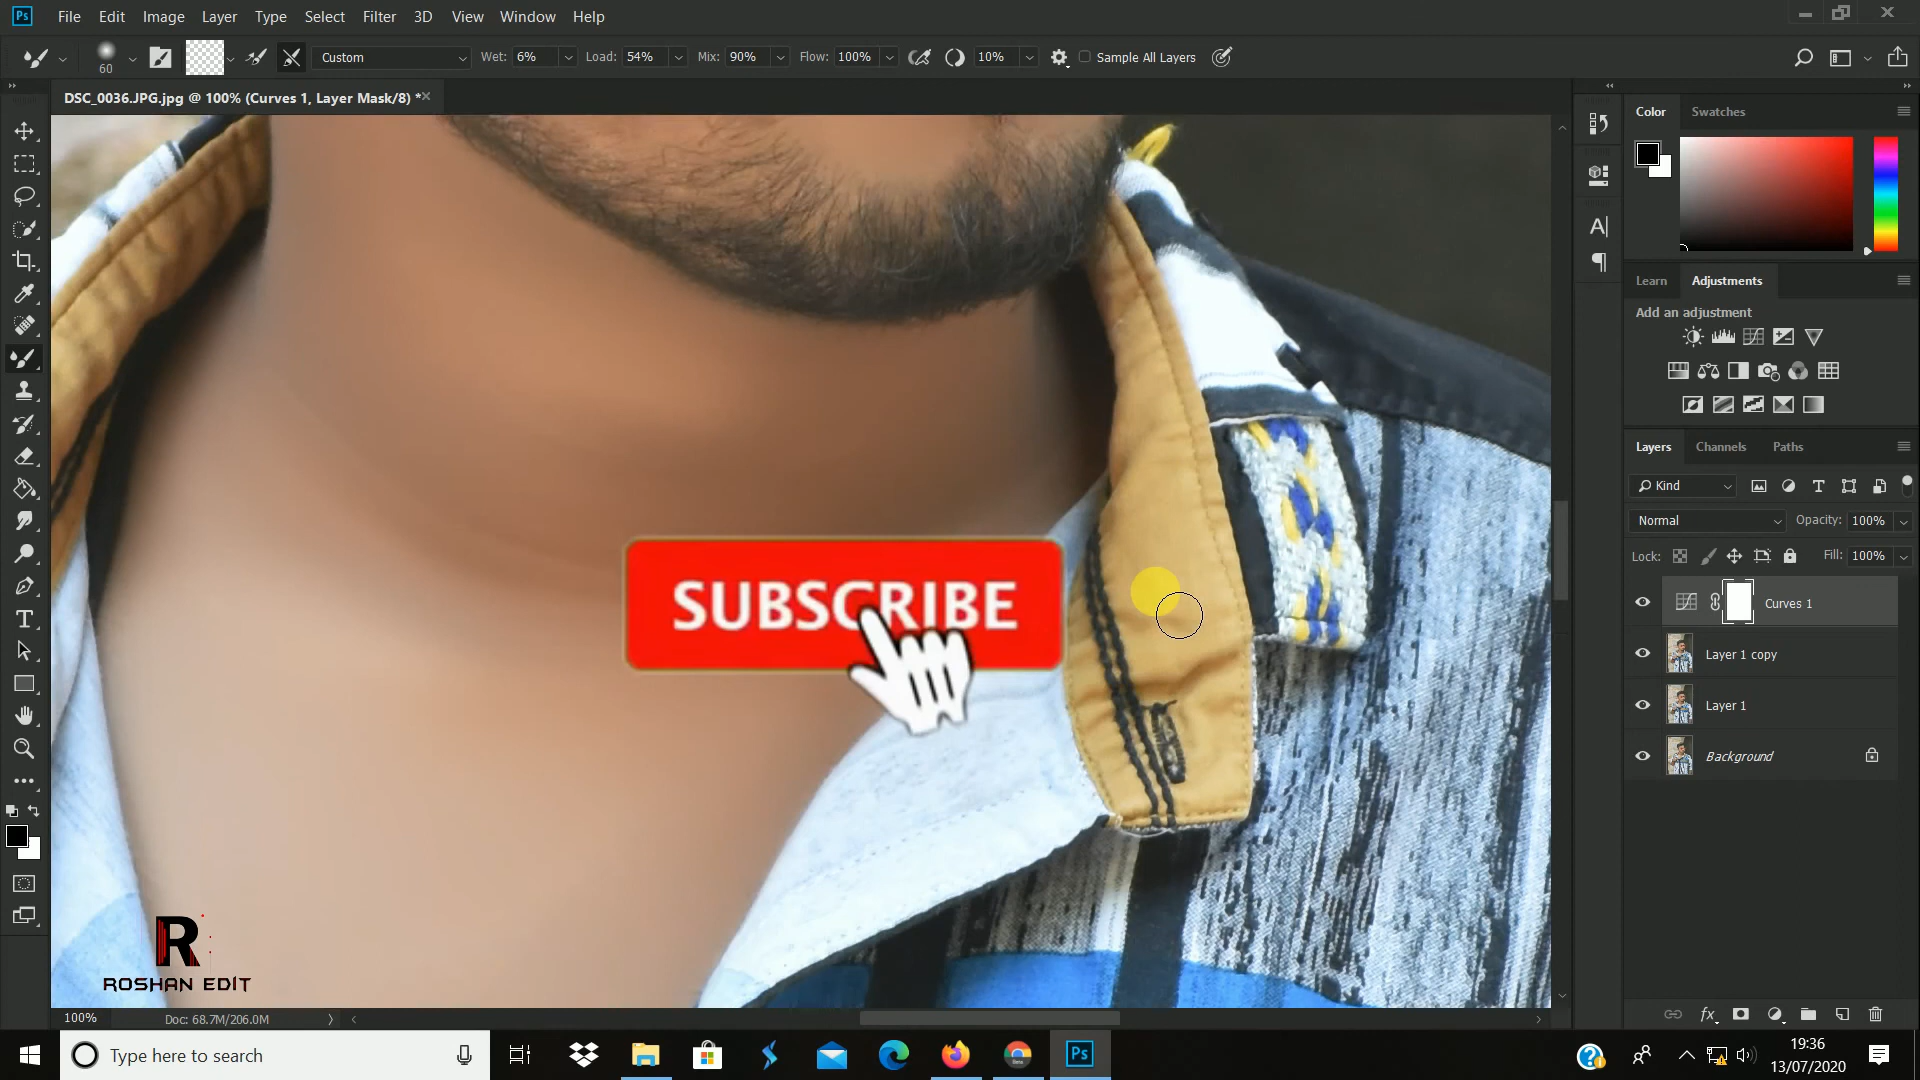 Ps File Edit Image Layer Type Select Filter 3D View Window Help
60 Custom Wet: 6% Load: 54% Mix: 90% Flow: 100% 10% Sample All Layers
DSC_0036.JPG.jpg @ 100% (Curves 1, Layer Mask/8) *
Color Swatches
Learn Adjustments
Add an adjustment
Layers Channels Paths
Kind
Normal Opacity: 100%
Lock: Fill: 100%
Curves 1
Layer 1 copy
Layer 1
Background
SUBSCRIBE
R
ROSHAN EDIT
100% Doc: 68.7M/206.0M
Type here to search
Ps
19:36
13/07/2020